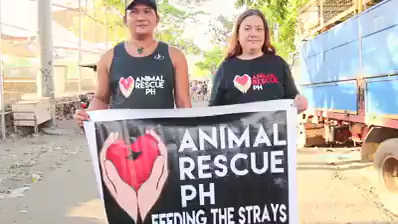 ANIMAL
RESCUE
PH
ANIMAL
RESCUE
PH
ANIMAL
RESCUE
PH
FEEDING THE STRAYS